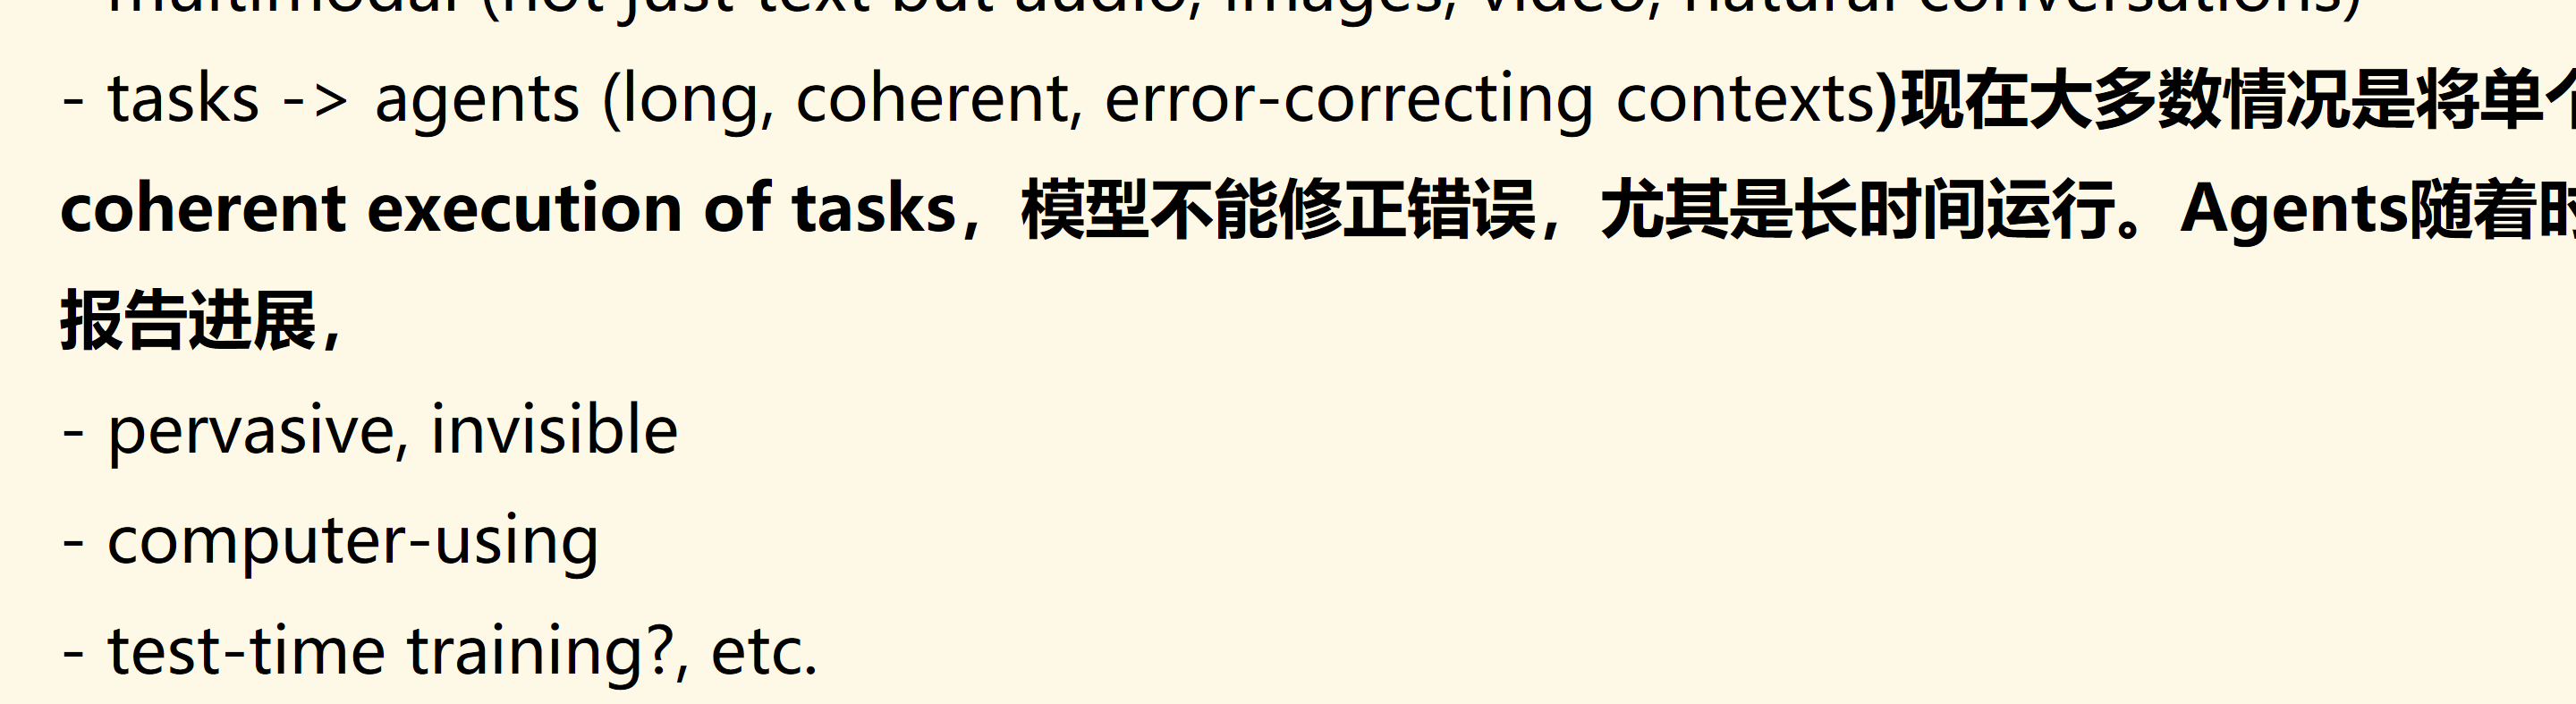 multimodal (not just text but audio, images, video, natural conversations)
- tasks -> agents (long, coherent, error-correcting contexts)现在大多数情况是将单个
coherent execution of tasks，模型不能修正错误，尤其是长时间运行。Agents随着时
报告进展，
- pervasive, invisible
- computer-using
- test-time training?, etc.